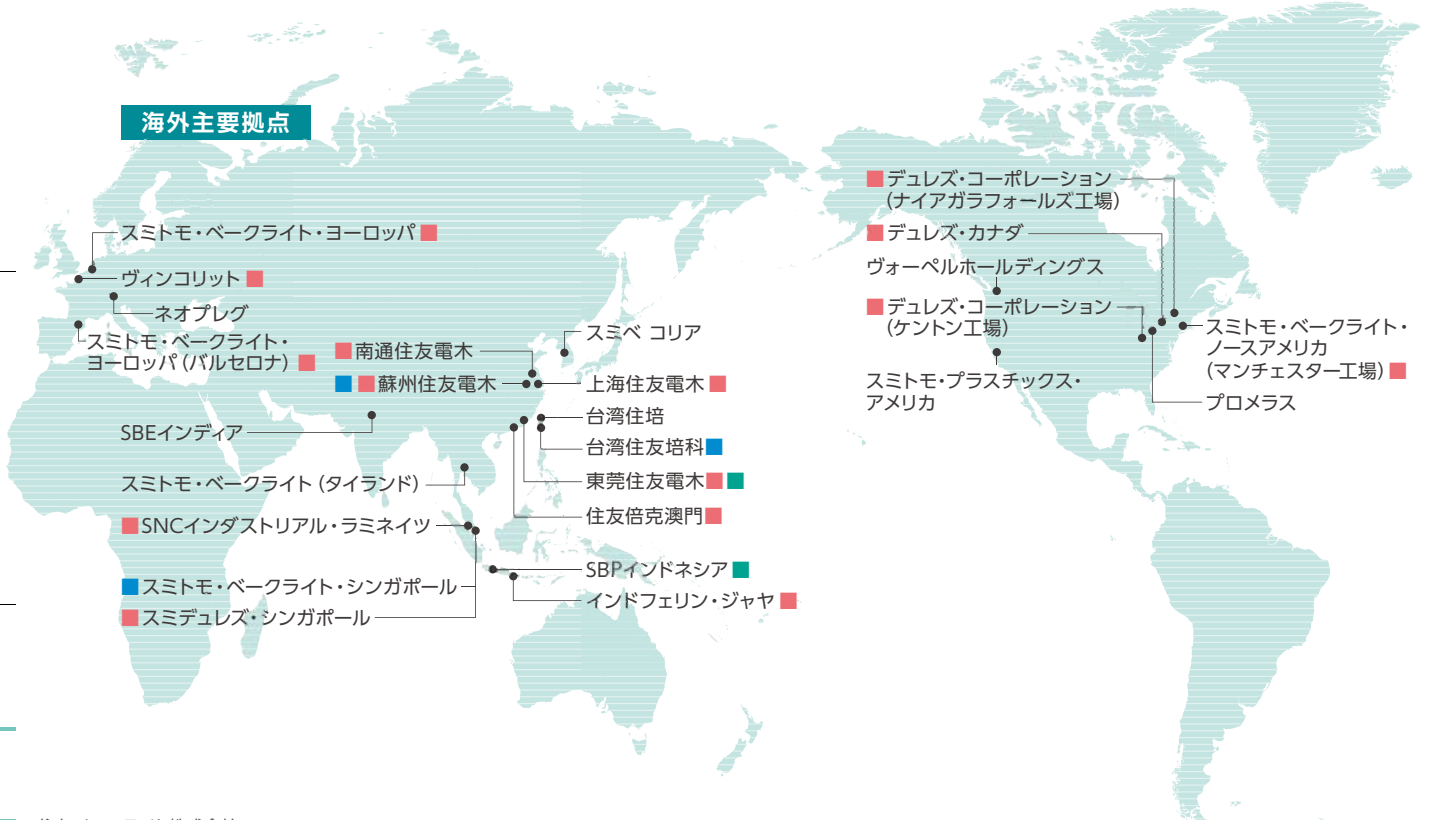 海外主要拠点
スミトモ・ベークライト・ヨーロッパ
ヴィンコリット
ネオプレグ
スミトモ・ベークライト・
ヨーロッパ（バルセロナ）
南通住友電木
蘇州住友電木
SBEインディア
スミトモ・ベークライト（タイランド）
SNCインダストリアル・ラミネイツ
スミトモ・ベークライト・シンガポール
スミデュレズ・シンガポール
スミベ コリア
上海住友電木
台湾住培
台湾住友培科
東莞住友電木
住友倍克澳門
SBPインドネシア
インドフェリン・ジャヤ
デュレズ・コーポレーション
（ナイアガラフォールズ工場）
デュレズ・カナダ
ヴォーペルホールディングス
デュレズ・コーポレーション
（ケントン工場）
スミトモ・プラスチックス・
アメリカ
スミトモ・ベークライト・
ノースアメリカ
（マンチェスター工場）
プロメラス